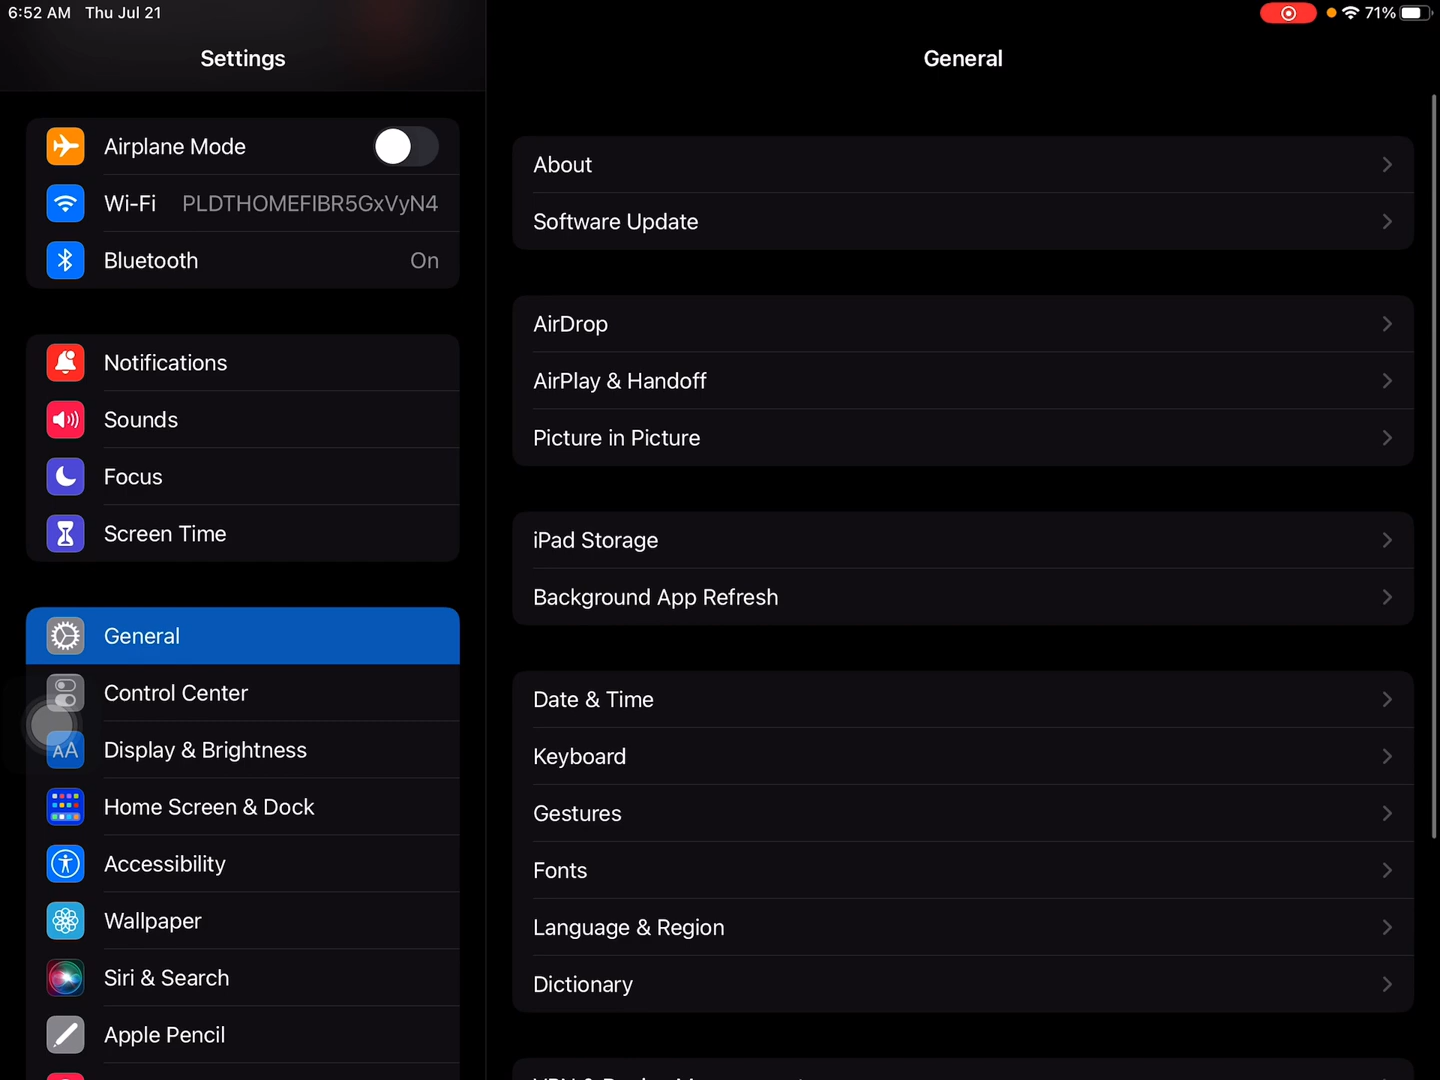 6:52 AM Thu Jul 21
71%
Settings
Airplane Mode
Wi-Fi PLDTHOMEFIBR5GxVyN4
Bluetooth On
Notifications
Sounds
Focus
Screen Time
General
Control Center
AA Display & Brightness
Home Screen & Dock
Accessibility
Wallpaper
Siri & Search
Apple Pencil
General
About
Software Update
AirDrop
AirPlay & Handoff
Picture in Picture
iPad Storage
Background App Refresh
Date & Time
Keyboard
Gestures
Fonts
Language & Region
Dictionary